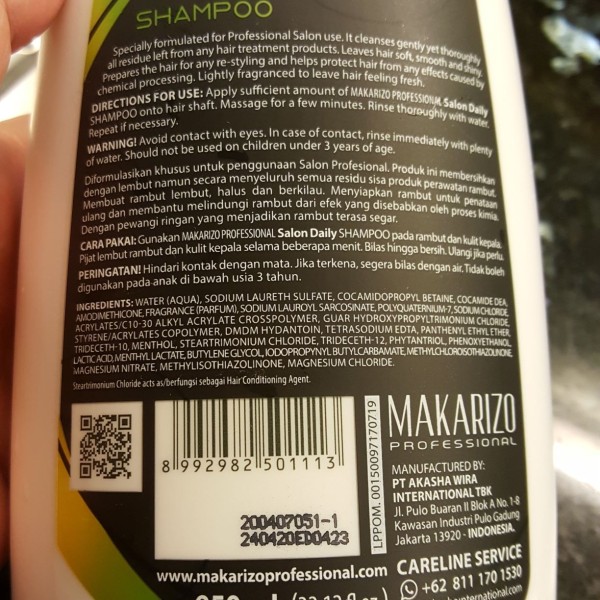 SHAMPOO
Specially formulated for Professional Salon use. It cleanses gently yet thoroughly
all residue left from any hair treatment products. Leaves hair soft, smooth and shiny.
Prepares the hair for any re-styling and helps protect hair from any effects caused by
chemical processing. Lightly fragranced to leave hair feeling fresh.
DIRECTIONS FOR USE: Apply sufficient amount of MAKARIZO PROFESSIONAL Salon Daily
SHAMPOO onto hair shaft. Massage for a few minutes. Rinse thoroughly with water.
Repeat if necessary.
WARNING! Avoid contact with eyes. In case of contact, rinse immediately with plenty
of water. Should not be used on children under 3 years of age.
Diformulasikan khusus untuk penggunaan Salon Profesional. Produk ini membersihkan
dengan lembut namun secara menyeluruh semua residu sisa produk perawatan rambut.
Membuat rambut lembut, halus dan berkilau. Menyiapkan rambut untuk penataan
ulang dan membantu melindungi rambut dari efek yang disebabkan oleh proses kimia.
Dengan pewangi ringan yang menjadikan rambut terasa segar.
CARA PAKAI: Gunakan MAKARIZO PROFESSIONAL Salon Daily SHAMPOO pada rambut dan kulit kepala.
Pijat lembut rambut dan kulit kepala selama beberapa menit. Bilas hingga bersih. Ulangi jika perlu.
PERINGATAN! Hindari kontak dengan mata. Jika terkena, segera bilas dengan air. Tidak boleh
digunakan pada anak di bawah usia 3 tahun.
INGREDIENTS: WATER (AQUA), SODIUM LAURETH SULFATE, COCAMIDOPROPYL BETAINE, COCAMIDE DEA,
AMODIMETHICONE, FRAGRANCE (PARFUM), SODIUM LAUROYL SARCOSINATE, POLYQUATERNIUM-7, SODIUM CHLORIDE,
ACRYLATES/C10-30 ALKYL ACRYLATE CROSSPOLYMER, GUAR HYDROXYPROPYLTRIMONIUM CHLORIDE,
STYRENE/ACRYLATES COPOLYMER, DMDM HYDANTOIN, TETRASODIUM EDTA, PANTHENYL ETHYL ETHER,
TRIDECETH-10, MENTHOL, STEARTRIMONIUM CHLORIDE, TRIDECETH-12, PHYTANTRIOL, PHENOXYETHANOL,
LACTIC ACID, MENTHYL LACTATE, BUTYLENE GLYCOL, IODOPROPYNYL BUTYLCARBAMATE, METHYLCHLOROISOTHIAZOLINONE,
MAGNESIUM NITRATE, METHYLISOTHIAZOLINONE, MAGNESIUM CHLORIDE.
Steartrimonium Chloride acts as/berfungsi sebagai Hair Conditioning Agent.
8 992982 501113
200407051-1
240420ED0423
LPPOM. 00150097170719
MAKARIZO
PROFESSIONAL
MANUFACTURED BY:
PT AKASHA WIRA
INTERNATIONAL TBK
Jl. Pulo Buaran II Blok A No. 1-8
Kawasan Industri Pulo Gadung
Jakarta 13920 - INDONESIA.
CARELINE SERVICE
+62 811 170 1530
www.makarizoprofessional.com